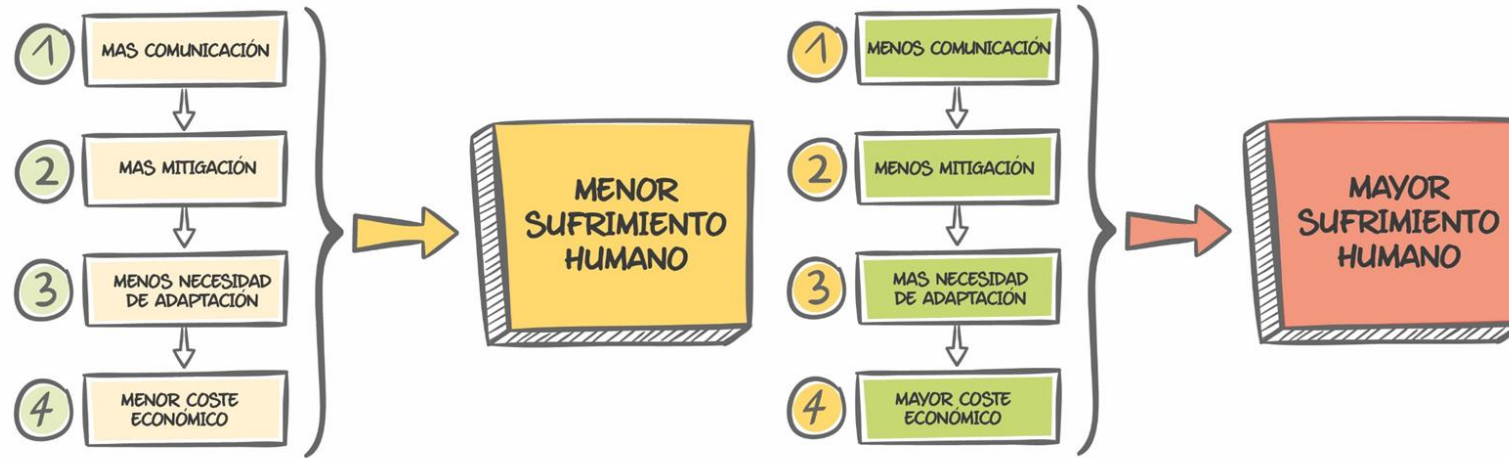 1
MAS COMUNICACIÓN
2
MAS MITIGACIÓN
3
MENOS NECESIDAD
DE ADAPTACIÓN
4
MENOR COSTE
ECONÓMICO
MENOR
SUFRIMIENTO
HUMANO
1
MENOS COMUNICACIÓN
2
MENOS MITIGACIÓN
3
MAS NECESIDAD
DE ADAPTACIÓN
4
MAYOR COSTE
ECONÓMICO
MAYOR
SUFRIMIENTO
HUMANO